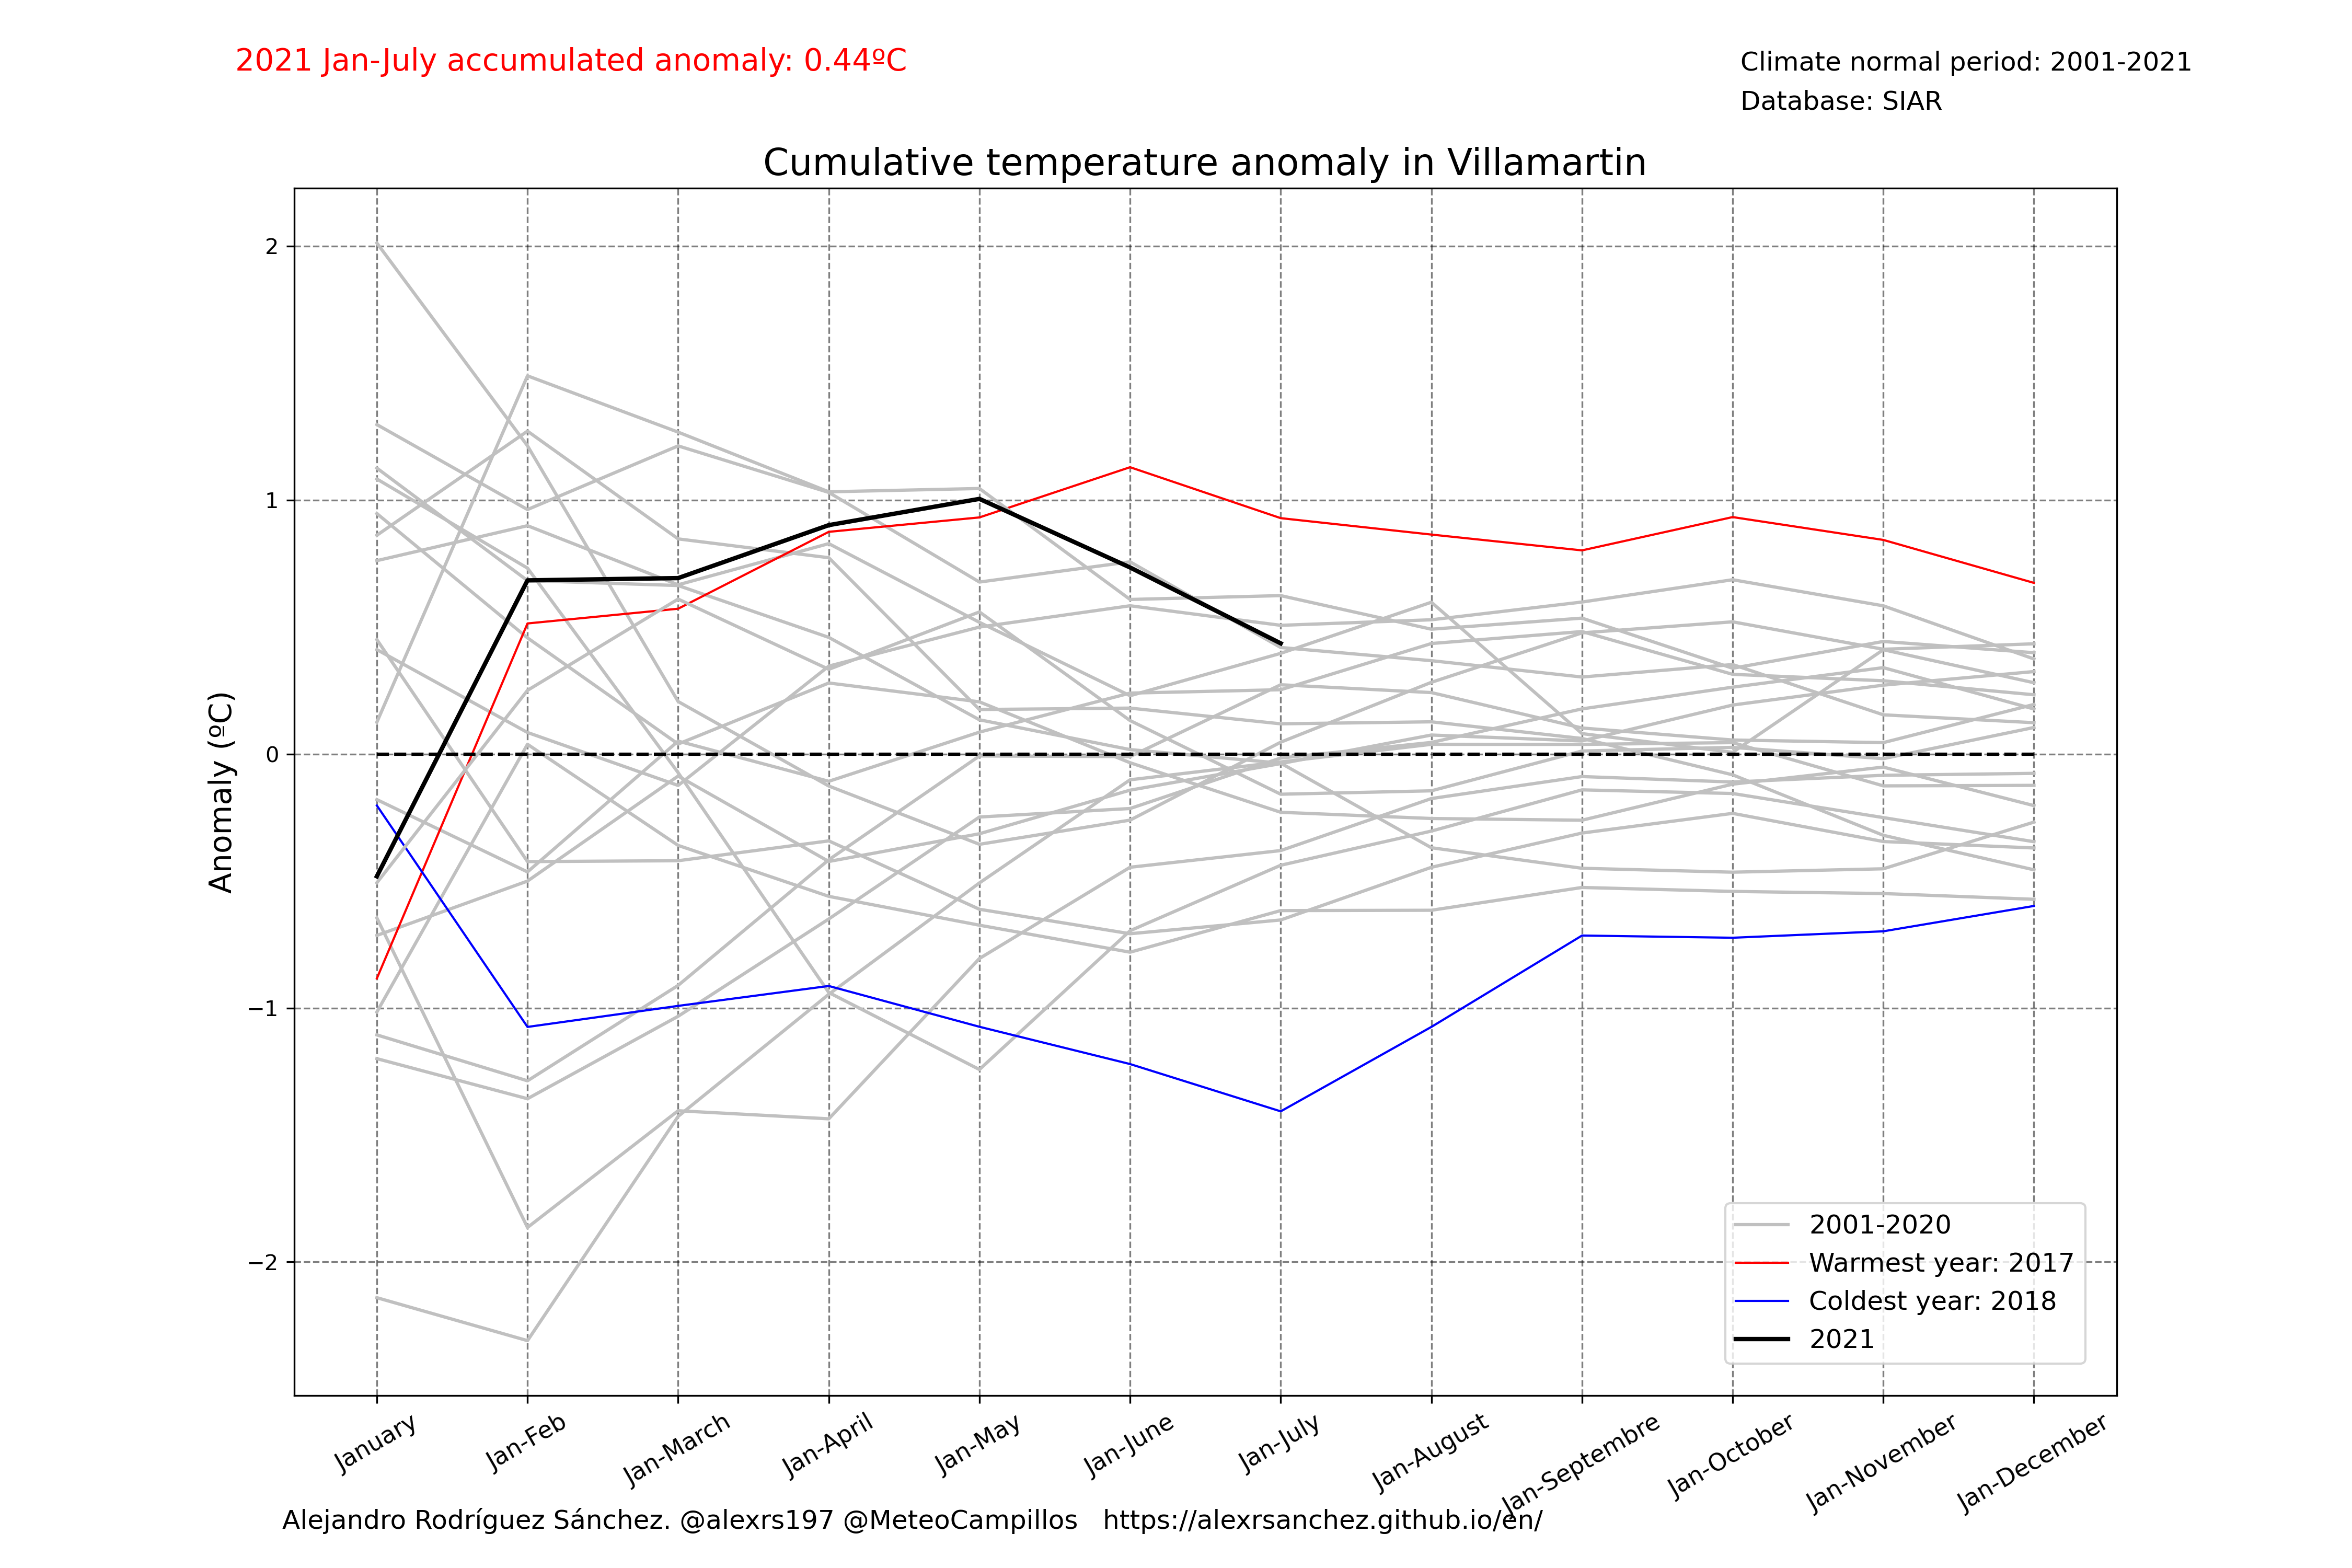 2021 Jan-July accumulated anomaly: 0.44ºC
Climate normal period: 2001-2021
Database: SIAR
Cumulative temperature anomaly in Villamartin
Anomaly (ºC)
2
1
0
−1
−2
2001-2020
Warmest year: 2017
Coldest year: 2018
2021
January
Jan-Feb
Jan-March
Jan-April
Jan-May
Jan-June
Jan-July
Jan-August
Jan-Septembre
Jan-October
Jan-November
Jan-December
Alejandro Rodríguez Sánchez. @alexrs197 @MeteoCampillos   https://alexrsanchez.github.io/en/